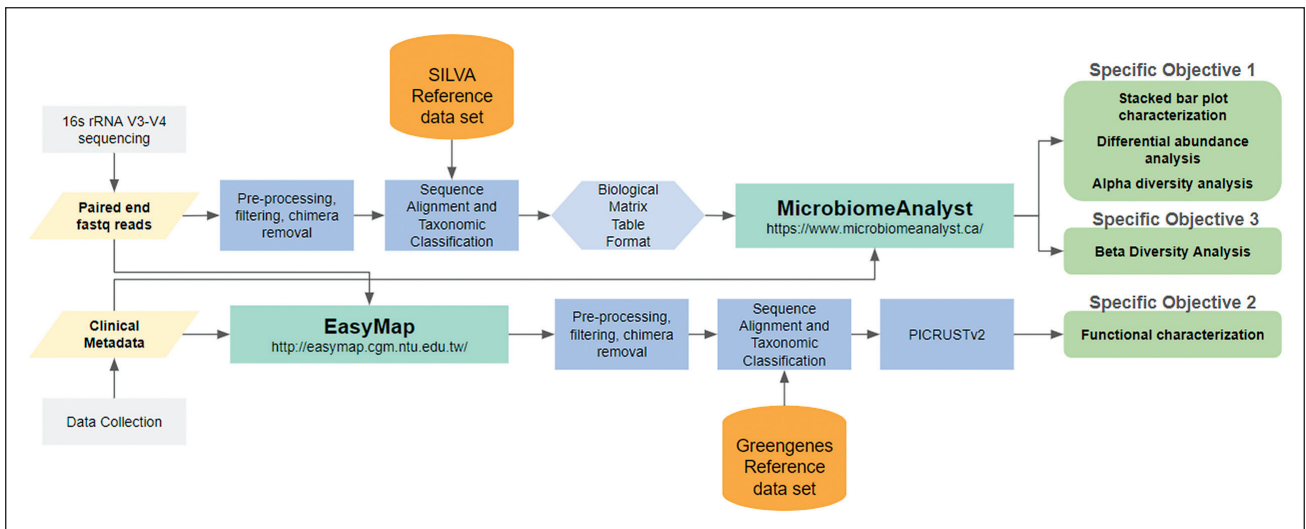 SILVA
Reference
data set
Specific Objective 1
Stacked bar plot
characterization
Differential abundance
analysis
Alpha diversity analysis
16s rRNA V3-V4
sequencing
Paired end
fastq reads
Pre-processing,
filtering, chimera
removal
Sequence
Alignment and
Taxonomic
Classification
Biological
Matrix
Table
Format
MicrobiomeAnalyst
https://www.microbiomeanalyst.ca/
Specific Objective 3
Beta Diversity Analysis
Clinical
Metadata
EasyMap
http://easymap.cgm.ntu.edu.tw/
Pre-processing,
filtering, chimera
removal
Sequence
Alignment and
Taxonomic
Classification
PICRUSTv2
Specific Objective 2
Functional characterization
Data Collection
Greengenes
Reference
data set